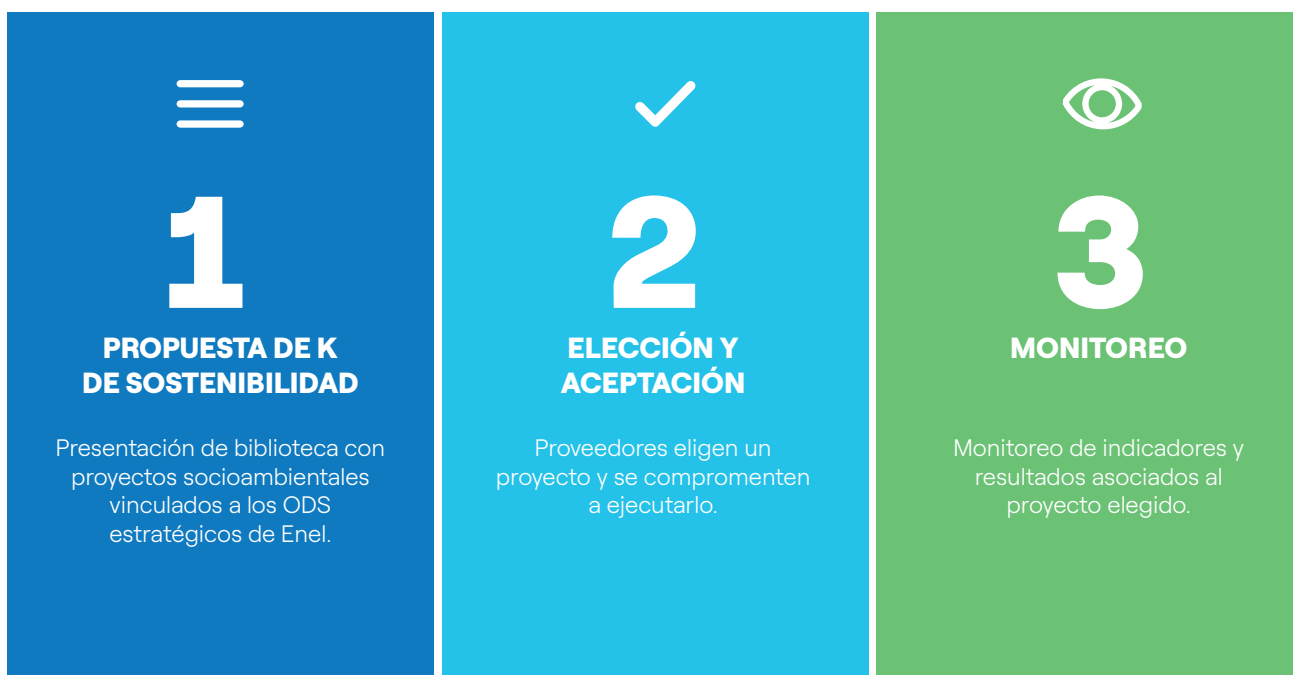 1
PROPUESTA DE K
DE SOSTENIBILIDAD
Presentación de biblioteca con
proyectos socioambientales
vinculados a los ODS
estratégicos de Enel.
2
ELECCIÓN Y
ACEPTACIÓN
Proveedores eligen un
proyecto y se comprometen
a ejecutarlo.
3
MONITOREO
Monitoreo de indicadores y
resultados asociados al
proyecto elegido.